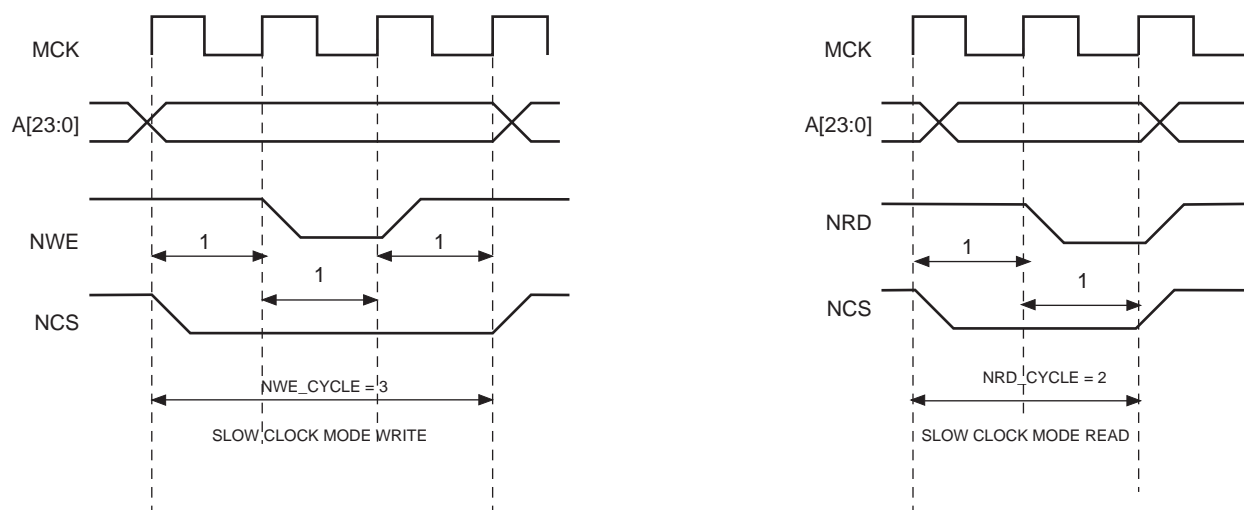 MCK
A[23:0]
NWE
1
1
1
NCS
NWE_CYCLE = 3
SLOW CLOCK MODE WRITE
MCK
A[23:0]
NRD
1
1
NCS
NRD_CYCLE = 2
SLOW CLOCK MODE READ